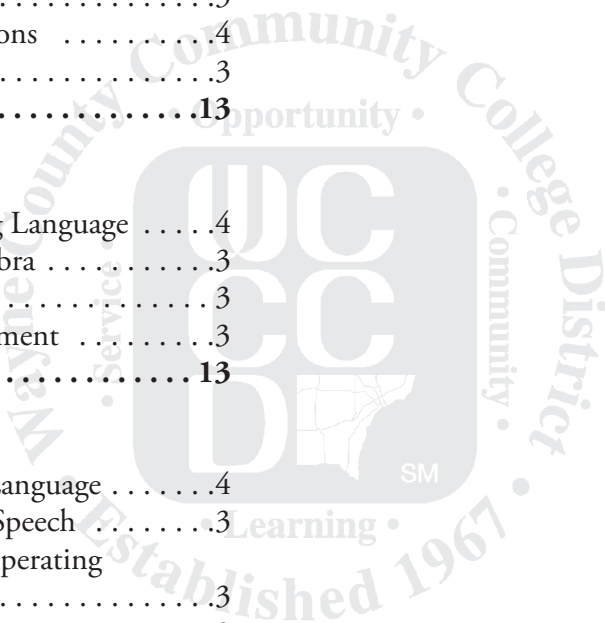 ons ..........4
..............3
.............13
g Language .....4
bra ...........3
.............. 3
ment .........3
............. 13
Language .......4
Speech ........3
perating
..............3
Wayne County Community College District
• Opportunity •
• Service •
• Community •
WC
CC
D
SM
• Learning •
• Established 1967 •